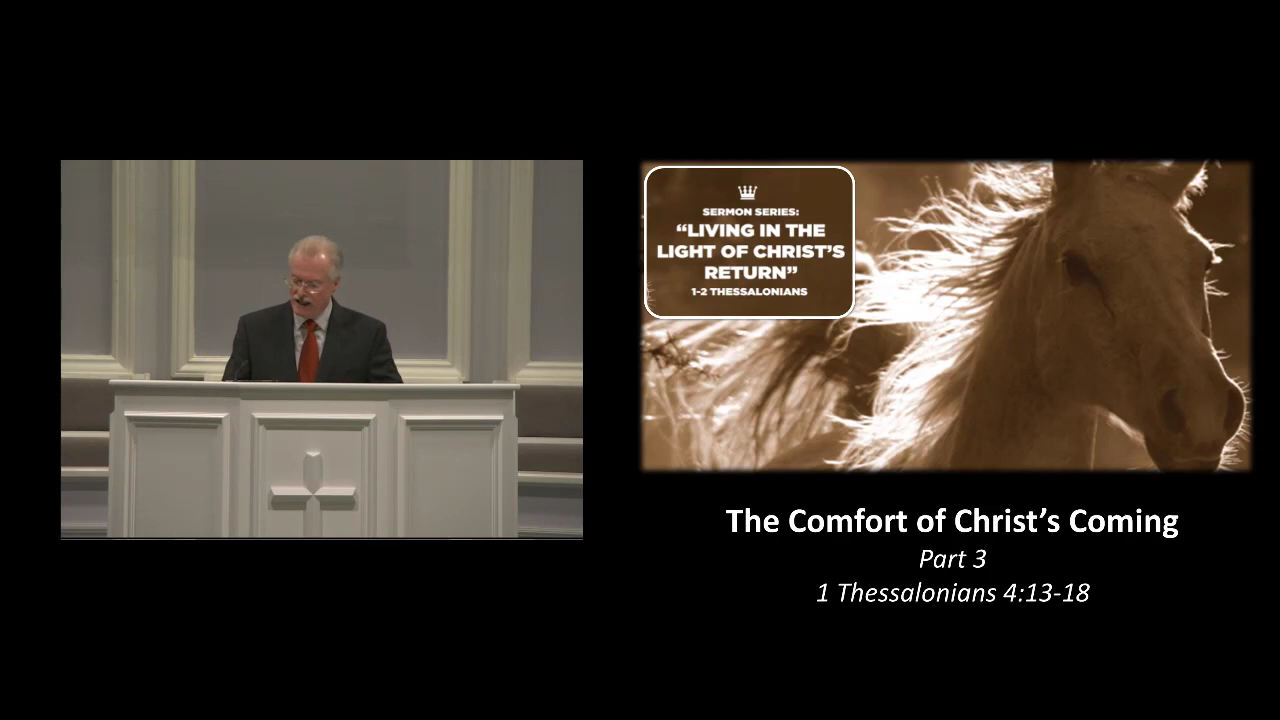 SERMON SERIES:
“LIVING IN THE
LIGHT OF CHRIST’S
RETURN”
1-2 THESSALONIANS
The Comfort of Christ’s Coming
Part 3
1 Thessalonians 4:13-18